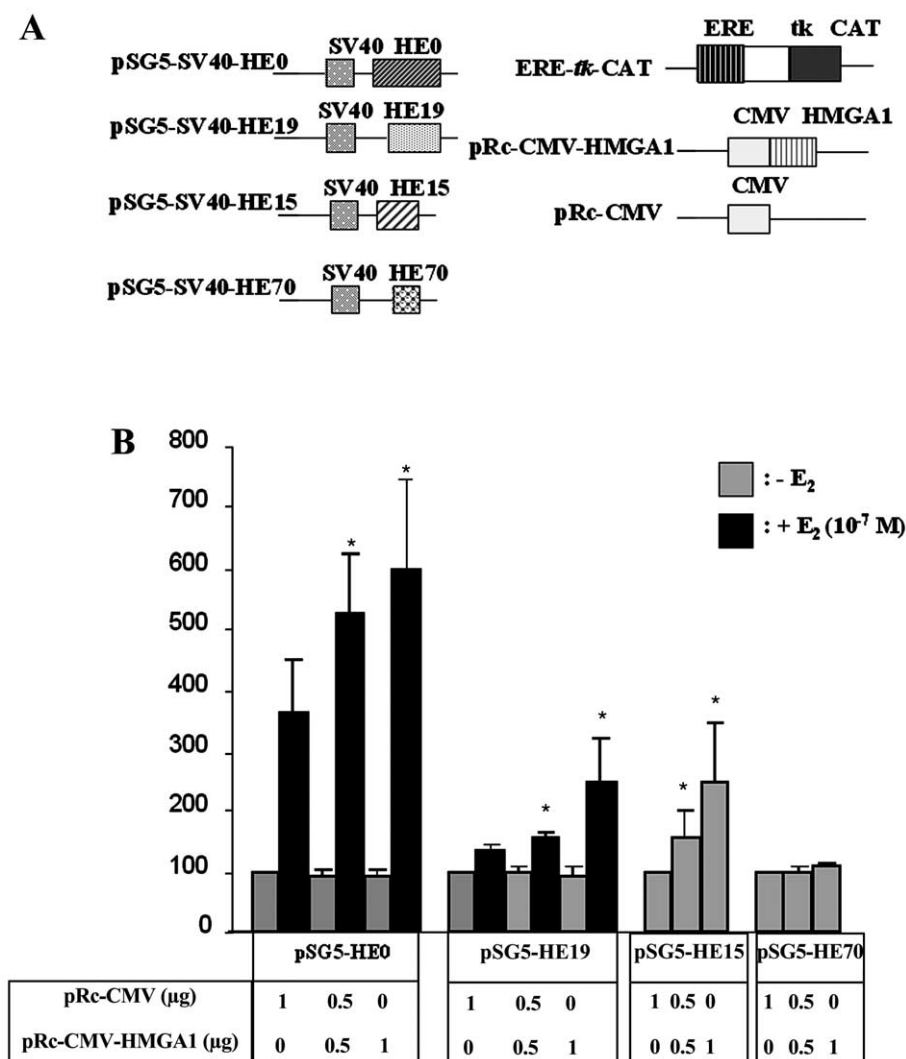 A
SV40 HE0
pSG5-SV40-HE0
SV40 HE19
pSG5-SV40-HE19
SV40 HE15
pSG5-SV40-HE15
SV40 HE70
pSG5-SV40-HE70
ERE tk CAT
ERE-tk-CAT
CMV HMGA1
pRc-CMV-HMGA1
CMV
pRc-CMV
B
800
700
600
500
400
300
200
100
0
: - E2
: + E2 (10-7 M)
* * * * * *
pSG5-HE0 pSG5-HE19 pSG5-HE15 pSG5-HE70
pRc-CMV (µg) 1 0.5 0 1 0.5 0 1 0.5 0 1 0.5 0
pRc-CMV-HMGA1 (µg) 0 0.5 1 0 0.5 1 0 0.5 1 0 0.5 1